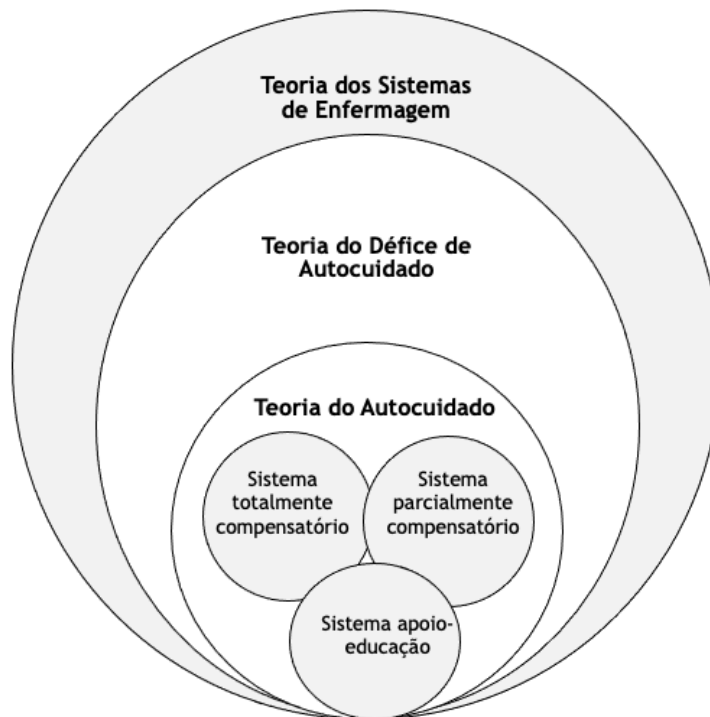 Teoria dos Sistemas
de Enfermagem
Teoria do Défice de
Autocuidado
Teoria do Autocuidado
Sistema
totalmente
compensatório
Sistema
parcialmente
compensatório
Sistema apoio-
educação